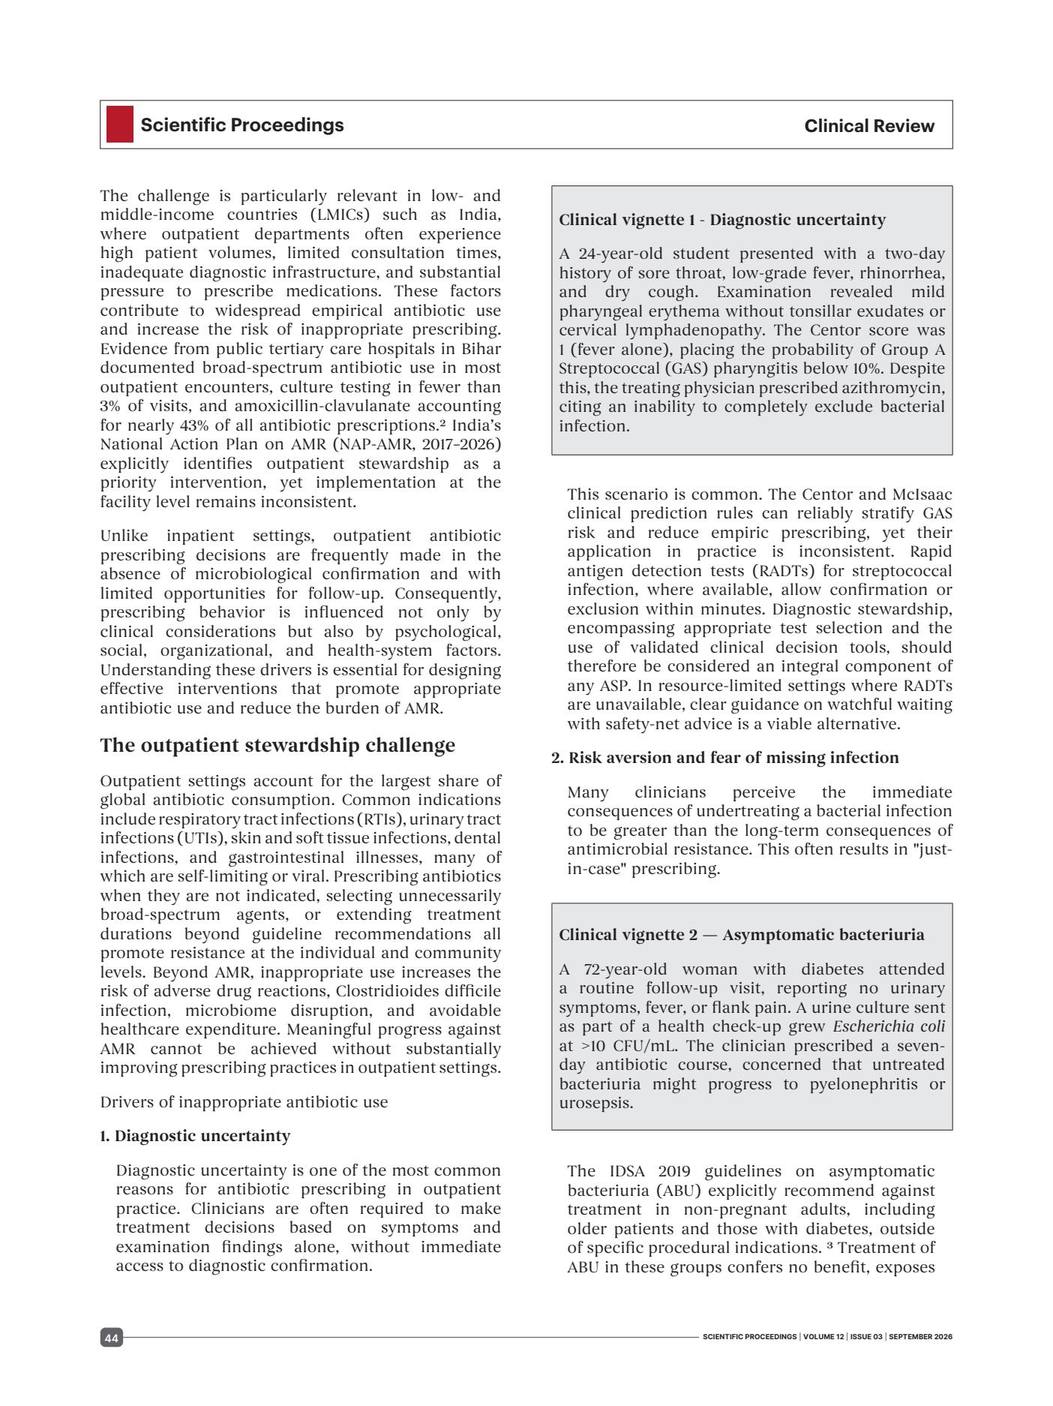 Scientific Proceedings
Clinical Review
The challenge is particularly relevant in low- and
middle-income countries (LMICs) such as India,
where outpatient departments often experience
high patient volumes, limited consultation times,
inadequate diagnostic infrastructure, and substantial
pressure to prescribe medications. These factors
contribute to widespread empirical antibiotic use
and increase the risk of inappropriate prescribing.
Evidence from public tertiary care hospitals in Bihar
documented broad-spectrum antibiotic use in most
outpatient encounters, culture testing in fewer than
3% of visits, and amoxicillin-clavulanate accounting
for nearly 43% of all antibiotic prescriptions.² India’s
National Action Plan on AMR (NAP-AMR, 2017–2026)
explicitly identifies outpatient stewardship as a
priority intervention, yet implementation at the
facility level remains inconsistent.
Unlike inpatient settings, outpatient antibiotic
prescribing decisions are frequently made in the
absence of microbiological confirmation and with
limited opportunities for follow-up. Consequently,
prescribing behavior is influenced not only by
clinical considerations but also by psychological,
social, organizational, and health-system factors.
Understanding these drivers is essential for designing
effective interventions that promote appropriate
antibiotic use and reduce the burden of AMR.
The outpatient stewardship challenge
Outpatient settings account for the largest share of
global antibiotic consumption. Common indications
include respiratory tract infections (RTIs), urinary tract
infections (UTIs), skin and soft tissue infections, dental
infections, and gastrointestinal illnesses, many of
which are self-limiting or viral. Prescribing antibiotics
when they are not indicated, selecting unnecessarily
broad-spectrum agents, or extending treatment
durations beyond guideline recommendations all
promote resistance at the individual and community
levels. Beyond AMR, inappropriate use increases the
risk of adverse drug reactions, Clostridioides difficile
infection, microbiome disruption, and avoidable
healthcare expenditure. Meaningful progress against
AMR cannot be achieved without substantially
improving prescribing practices in outpatient settings.
Drivers of inappropriate antibiotic use
1. Diagnostic uncertainty
Diagnostic uncertainty is one of the most common
reasons for antibiotic prescribing in outpatient
practice. Clinicians are often required to make
treatment decisions based on symptoms and
examination findings alone, without immediate
access to diagnostic confirmation.
Clinical vignette 1 - Diagnostic uncertainty
A 24-year-old student presented with a two-day
history of sore throat, low-grade fever, rhinorrhea,
and dry cough. Examination revealed mild
pharyngeal erythema without tonsillar exudates or
cervical lymphadenopathy. The Centor score was
1 (fever alone), placing the probability of Group A
Streptococcal (GAS) pharyngitis below 10%. Despite
this, the treating physician prescribed azithromycin,
citing an inability to completely exclude bacterial
infection.
This scenario is common. The Centor and McIsaac
clinical prediction rules can reliably stratify GAS
risk and reduce empiric prescribing, yet their
application in practice is inconsistent. Rapid
antigen detection tests (RADTs) for streptococcal
infection, where available, allow confirmation or
exclusion within minutes. Diagnostic stewardship,
encompassing appropriate test selection and the
use of validated clinical decision tools, should
therefore be considered an integral component of
any ASP. In resource-limited settings where RADTs
are unavailable, clear guidance on watchful waiting
with safety-net advice is a viable alternative.
2. Risk aversion and fear of missing infection
Many clinicians perceive the immediate
consequences of undertreating a bacterial infection
to be greater than the long-term consequences of
antimicrobial resistance. This often results in "just-
in-case" prescribing.
Clinical vignette 2 — Asymptomatic bacteriuria
A 72-year-old woman with diabetes attended
a routine follow-up visit, reporting no urinary
symptoms, fever, or flank pain. A urine culture sent
as part of a health check-up grew Escherichia coli
at >10 CFU/mL. The clinician prescribed a seven-
day antibiotic course, concerned that untreated
bacteriuria might progress to pyelonephritis or
urosepsis.
The IDSA 2019 guidelines on asymptomatic
bacteriuria (ABU) explicitly recommend against
treatment in non-pregnant adults, including
older patients and those with diabetes, outside
of specific procedural indications. ³ Treatment of
ABU in these groups confers no benefit, exposes
44
SCIENTIFIC PROCEEDINGS | VOLUME 12 | ISSUE 03 | SEPTEMBER 2026